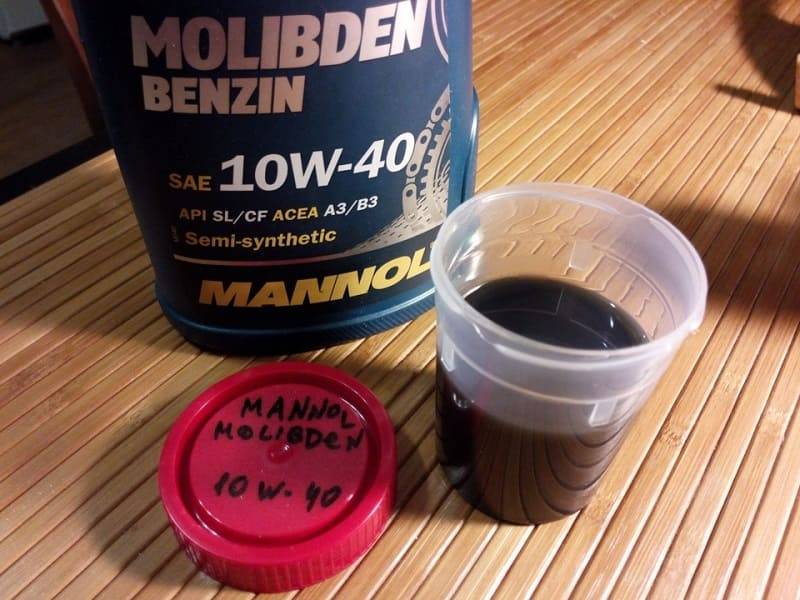 MOLIBDEN
BENZIN
SAE 10W-40
API SL/CF ACEA A3/B3
Semi-synthetic
MANNOL
MANNOL
MOLIBDEN
10W-40